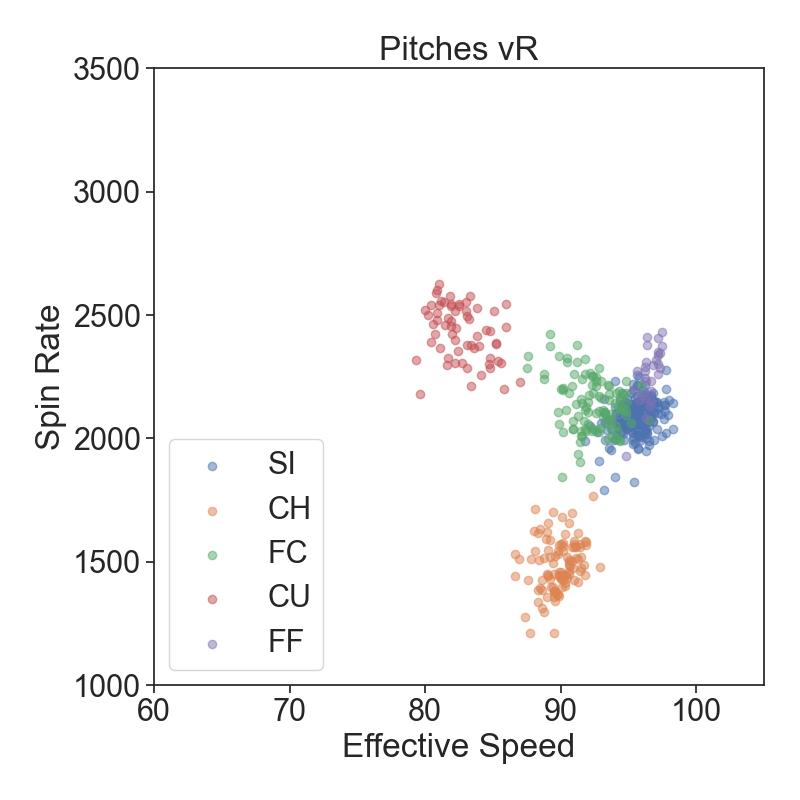 Pitches vR
3500
3000
2500
2000
1500
1000
Spin Rate
SI
CH
FC
CU
FF
60 70 80 90 100
Effective Speed